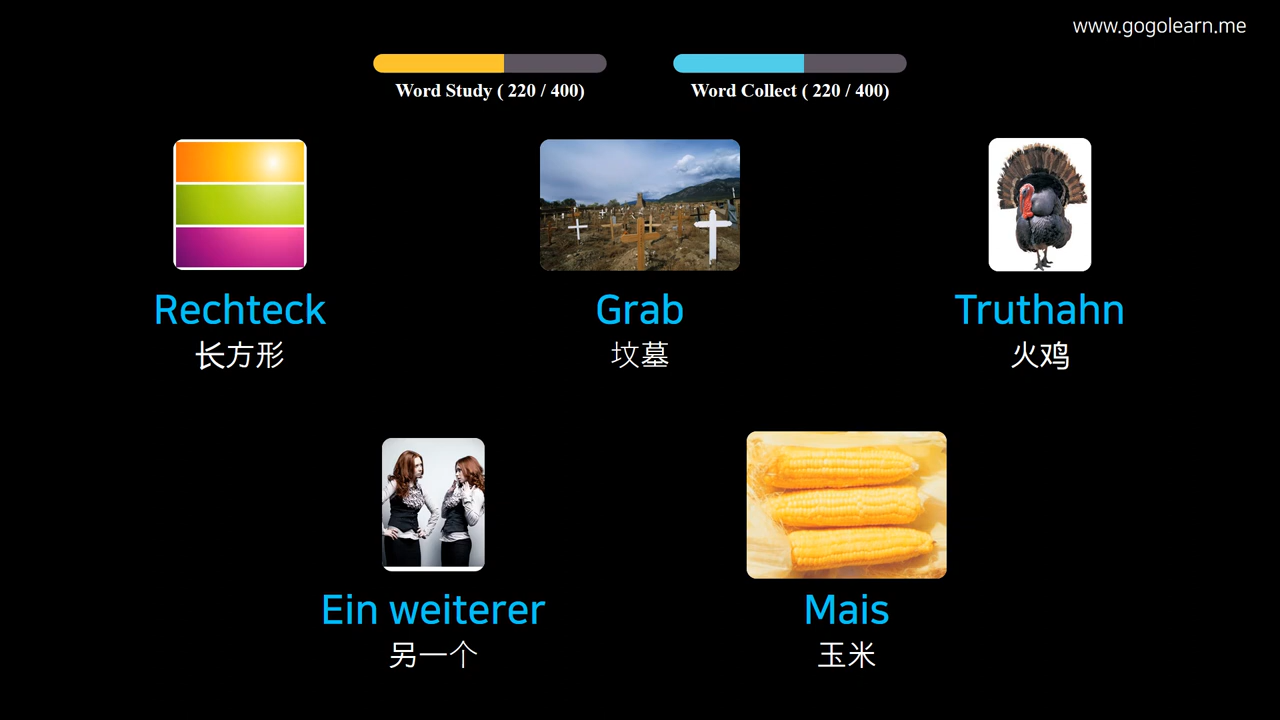 www.gogolearn.me
Word Study ( 220 / 400)
Word Collect ( 220 / 400)
Rechteck
长方形
Grab
坟墓
Truthahn
火鸡
Ein weiterer
另一个
Mais
玉米